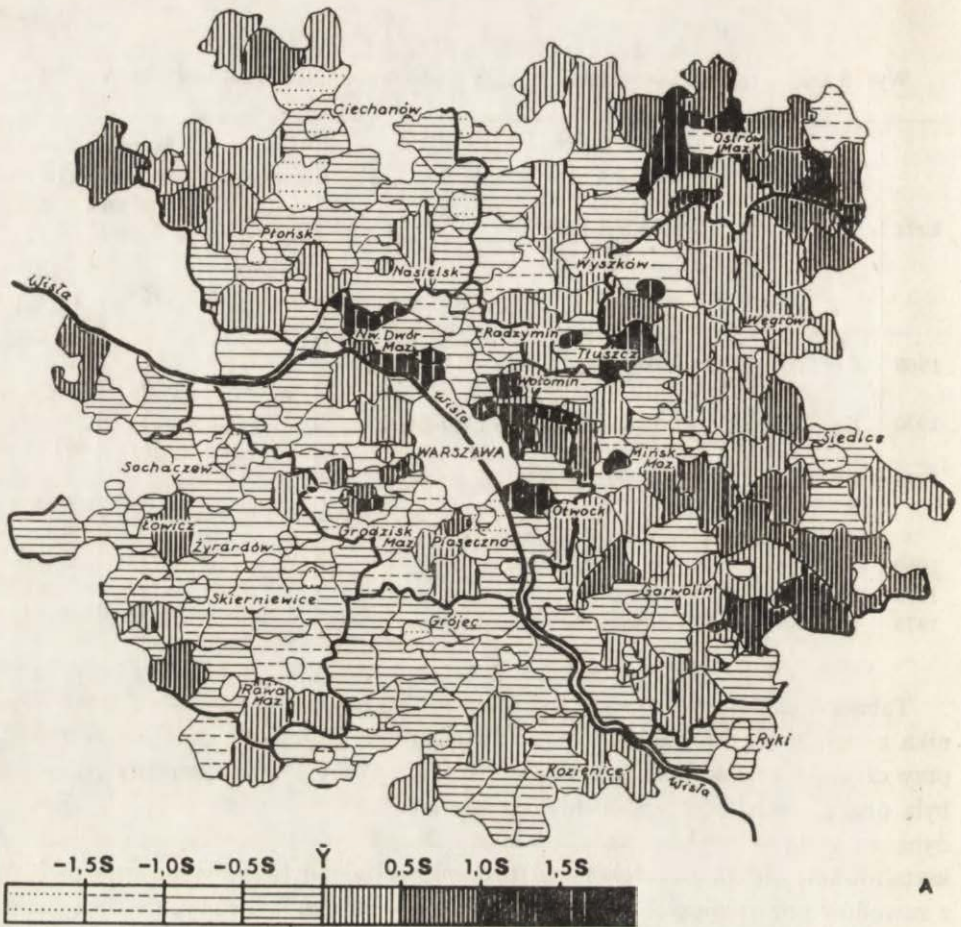 Ciechanów
Ostrów
Maz.
Płońsk
Nasielsk
Wyszków
Wisła
Nw. Dwór
Maz.
Radzymin
Tłuszcz
Węgrów
Wołomin
Wisła
WARSZAWA
Mińsk
Maz.
Siedlce
Sochaczew
Otwock
Łowicz
Grodzisk
Maz.
Piaseczno
Żyrardów
Skierniewice
Garwolin
Grójec
Rawa
Maz.
Ryki
Kozienice
Wisła
-1,5S -1,0S -0,5S Ȳ 0,5S 1,0S 1,5S
A